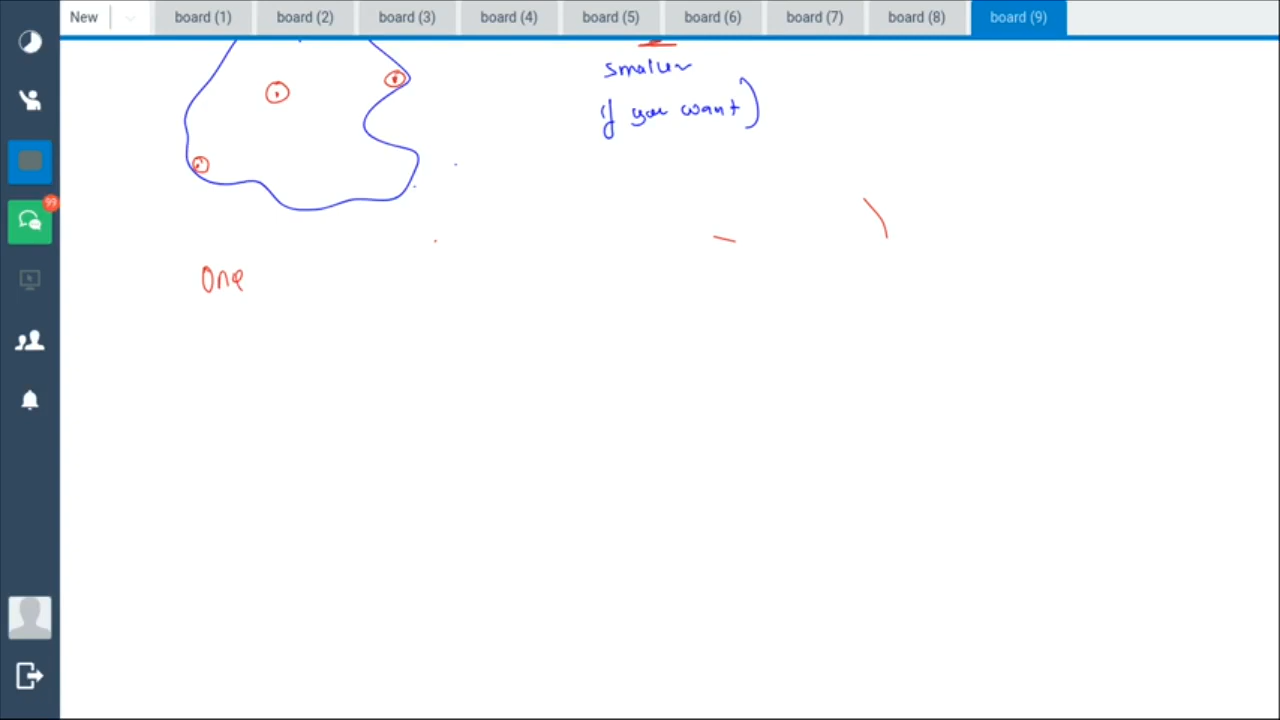 New board (1) board (2) board (3) board (4) board (5) board (6) board (7) board (8) board (9)
smaller
if you want)
99
One